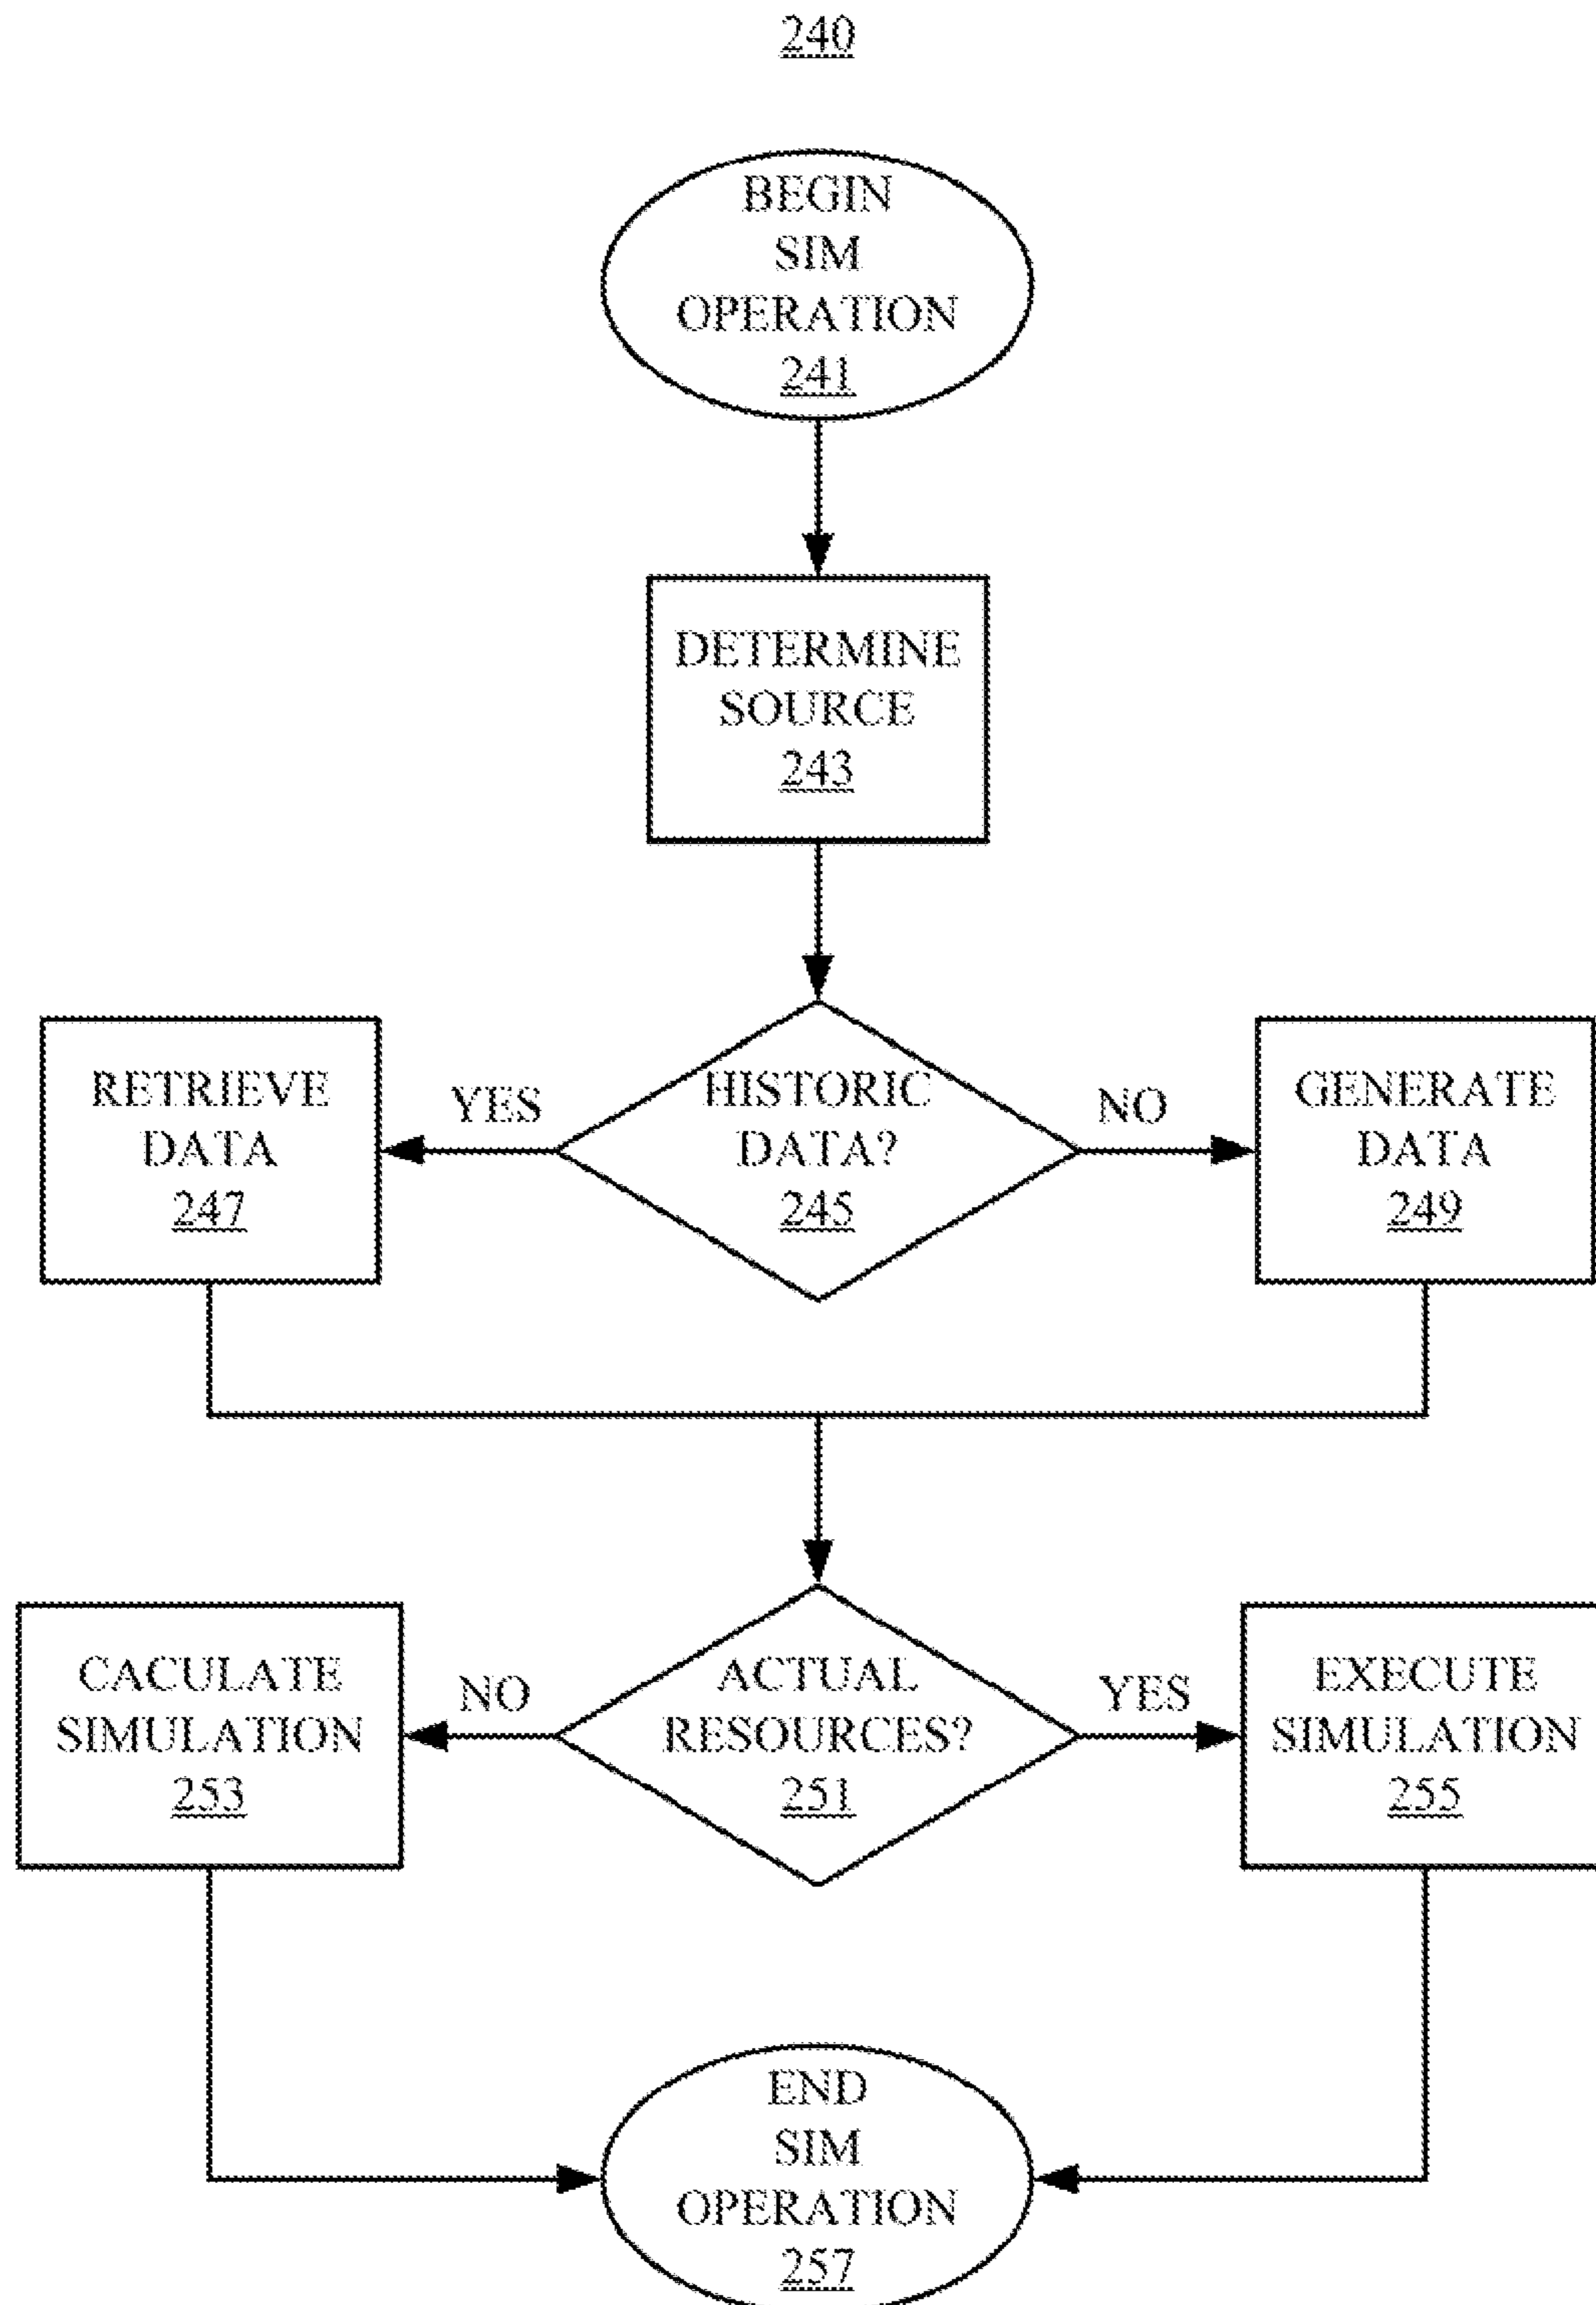 240
BEGIN
SIM
OPERATION
241
DETERMINE
SOURCE
243
RETRIEVE
DATA
247
YES
HISTORIC
DATA?
245
NO
GENERATE
DATA
249
CACULATE
SIMULATION
253
NO
ACTUAL
RESOURCES?
251
YES
EXECUTE
SIMULATION
255
END
SIM
OPERATION
257